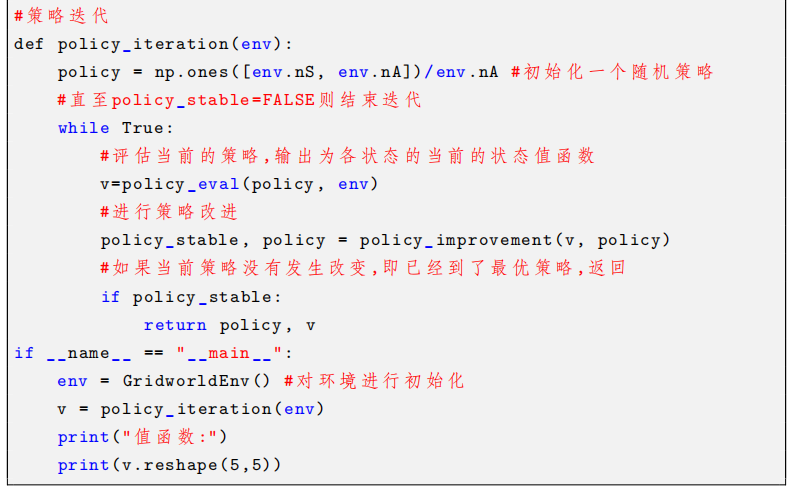 #策略迭代
def policy_iteration(env):
    policy = np.ones([env.nS, env.nA])/env.nA #初始化一个随机策略
    #直至policy_stable=FALSE则结束迭代
    while True:
        #评估当前的策略,输出为各状态的当前的状态值函数
        v=policy_eval(policy, env)
        #进行策略改进
        policy_stable, policy = policy_improvement(v, policy)
        #如果当前策略没有发生改变,即已经到了最优策略,返回
        if policy_stable:
            return policy, v
if __name__ == "__main__":
    env = GridworldEnv() #对环境进行初始化
    v = policy_iteration(env)
    print("值函数:")
    print(v.reshape(5,5))